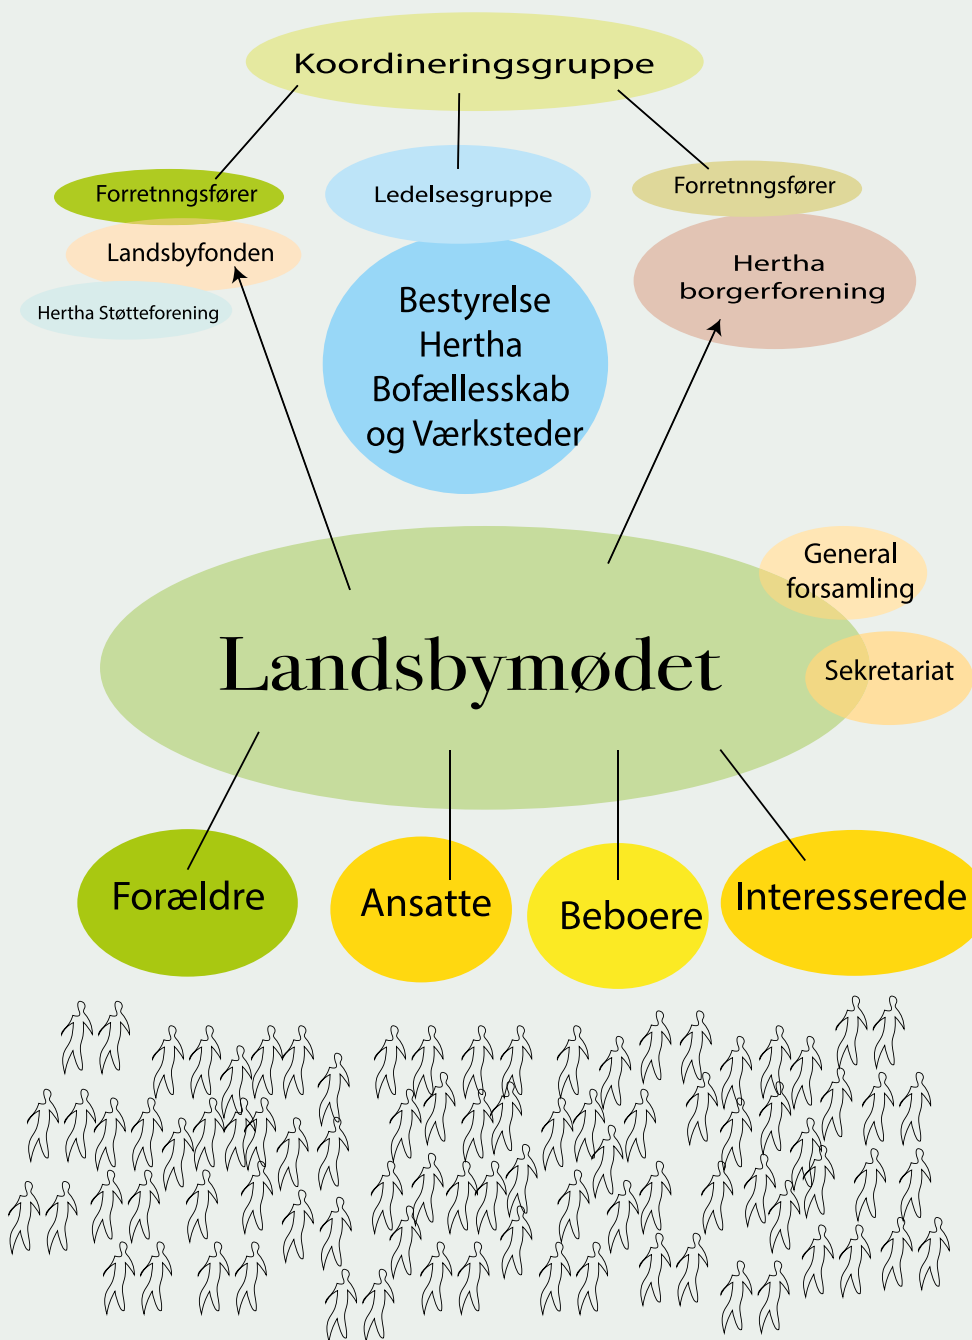 Koordineringsgruppe
Forretnngsfører
Ledelsesgruppe
Forretnngsfører
Landsbyfonden
Hertha Støtteforening
Hertha
borgerforening
Bestyrelse
Hertha
Bofællesskab
og Værksteder
General
forsamling
Landsbymødet
Sekretariat
Forældre
Ansatte
Beboere
Interesserede